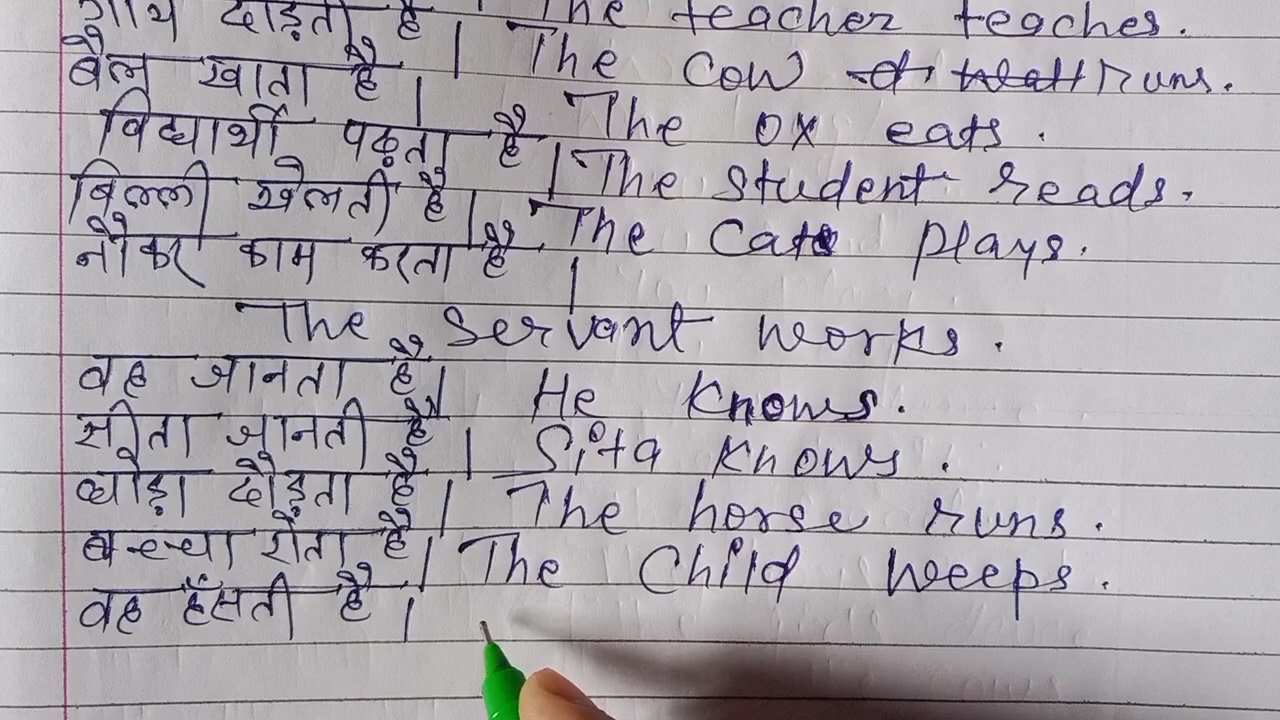 गाय दौड़ती है । The teacher teaches.
बैल खाता है । The cow runs.
विद्यार्थी पढ़ता है । The ox eats.
बिल्ली खेलती है । The student reads.
नौकर काम करता है । The cat plays.
The servant works.
वह जानता है । He knows.
सीता जानती है । Sita knows.
घोड़ा दौड़ता है । The horse runs.
बच्चा रोता है । The child weeps.
वह हँसती है ।